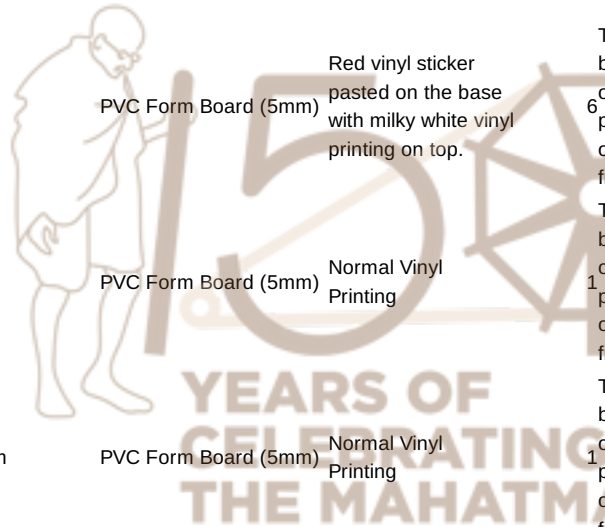 PVC Form Board (5mm)
Red vinyl sticker
pasted on the base
with milky white vinyl
printing on top.
6
PVC Form Board (5mm)
Normal Vinyl
Printing
1
PVC Form Board (5mm)
Normal Vinyl
Printing
1
150
YEARS OF
CELEBRATING
THE MAHATMA